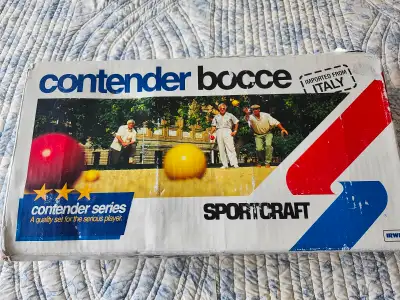 contender bocce
IMPORTED FROM
ITALY
contender series
A quality set for the serious player.
SPORTCRAFT